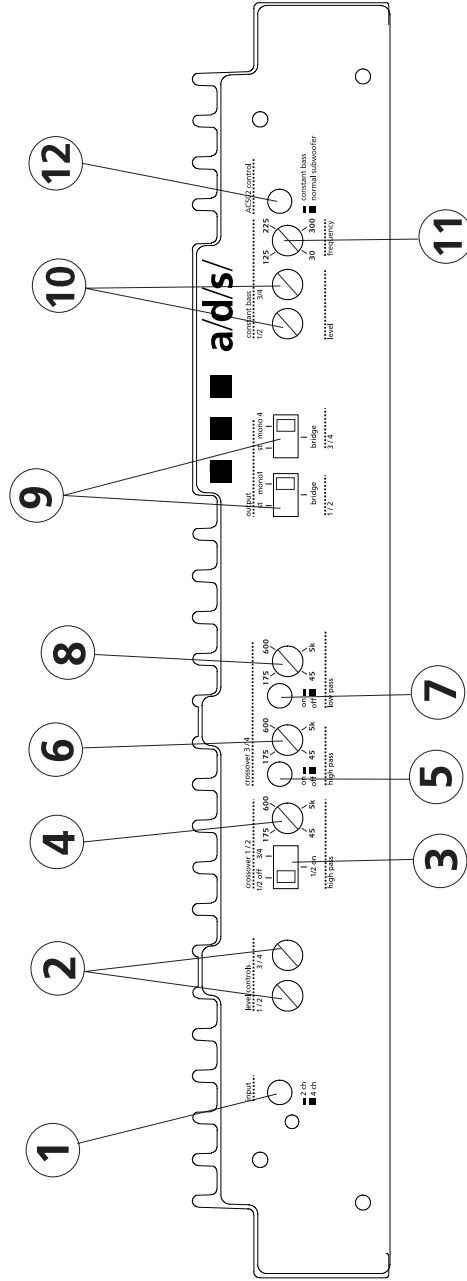 1
2
4
6
8
9
10
12
3
5
7
11
a/d/s/
input
2 ch
4 ch
level controls
1 / 2
3 / 4
crossover 1 / 2
1/2 off
3/4
1/2 on
175
600
45
5k
high pass
crossover 3 / 4
on
off
175
600
45
5k
high pass
on
off
175
600
45
5k
low pass
output
st
mono1
bridge
1 / 2
st
mono 4
bridge
3 / 4
constant bass
1/2
3/4
level
125
225
30
300
frequency
AC502 control
constant bass
normal subwoofer